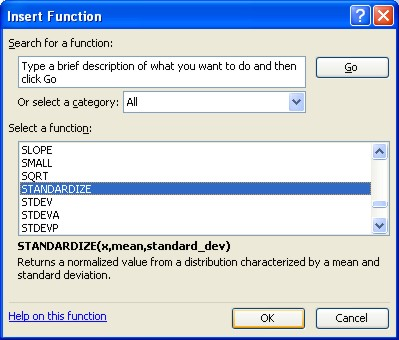 Insert Function
Search for a function:
Type a brief description of what you want to do and then
click Go
Go
Or select a category: All
Select a function:
SLOPE
SMALL
SQRT
STANDARDIZE
STDEV
STDEVA
STDEVP
STANDARDIZE(x,mean,standard_dev)
Returns a normalized value from a distribution characterized by a mean and
standard deviation.
Help on this function
OK
Cancel